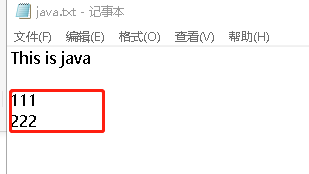 java.txt - 记事本
文件(F) 编辑(E) 格式(O) 查看(V) 帮助(H)
This is java
111
222